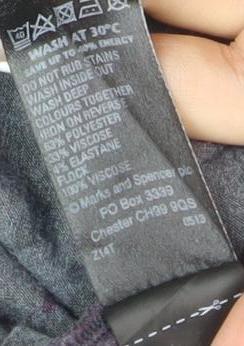 40
WASH AT 30°C
SAVE UP TO 40% ENERGY
DO NOT RUB STAINS
WASH INSIDE OUT
WASH DEEP
COLOURS TOGETHER
IRON ON REVERSE
63% POLYESTER
33% VISCOSE
ELASTANE
FLOCK
100% VISCOSE
© Marks and Spencer plc
PO Box 3339
Chester CH99 9QS
0513
Z14T